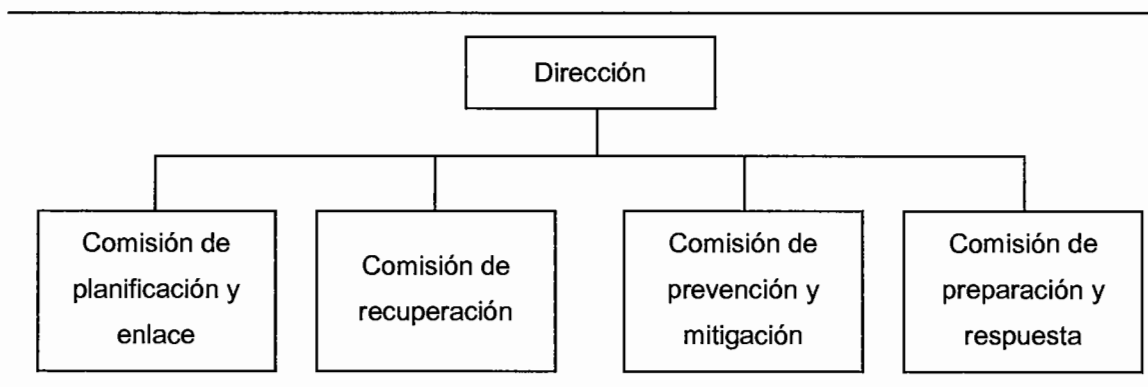 Dirección
Comisión de
planificación y
enlace
Comisión de
recuperación
Comisión de
prevención y
mitigación
Comisión de
preparación y
respuesta